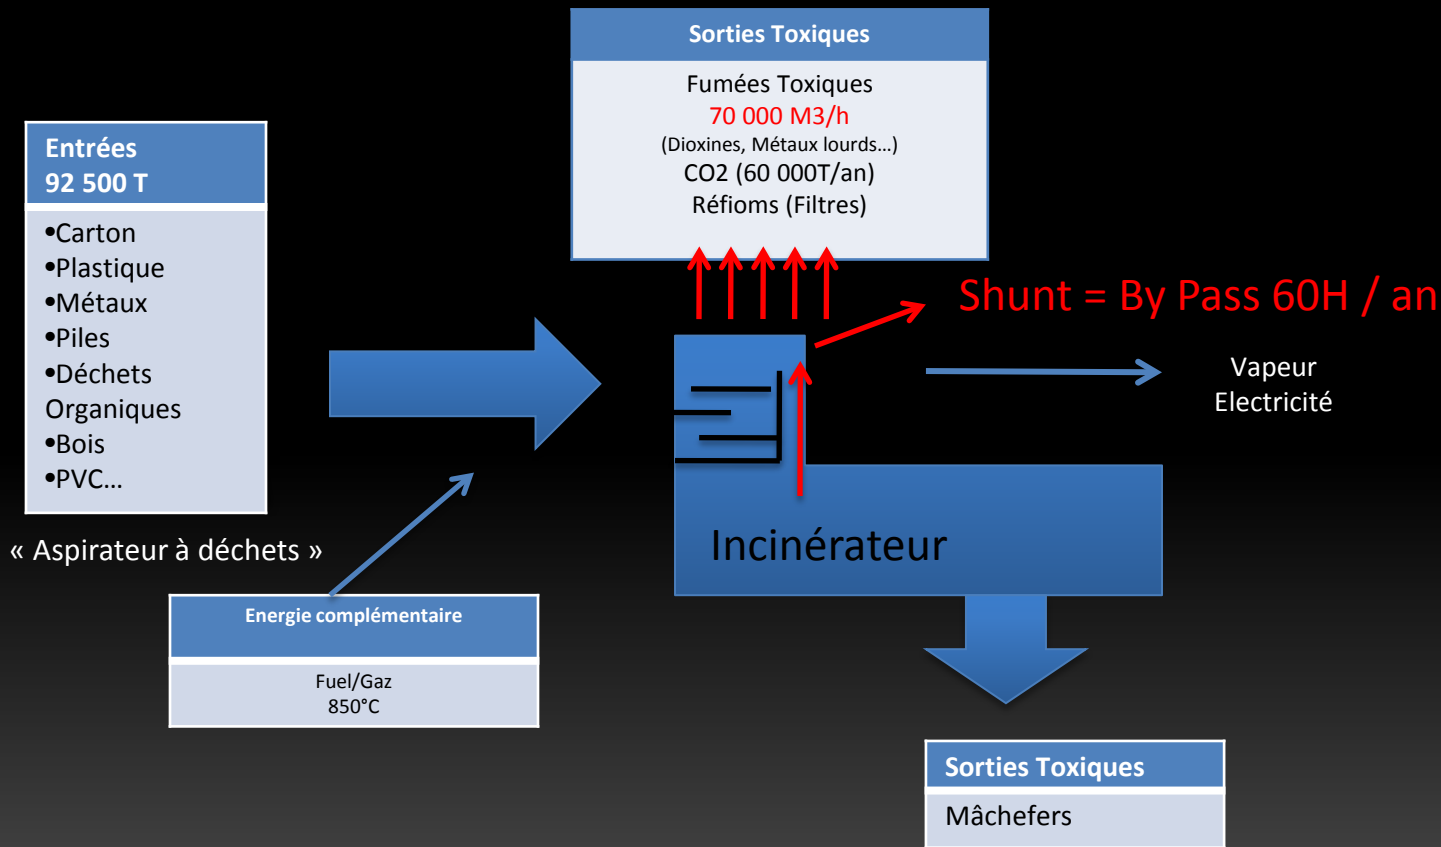 Sorties Toxiques
Fumées Toxiques
70 000 M3/h
(Dioxines, Métaux lourds...)
CO2 (60 000T/an)
Réfioms (Filtres)
Entrées
92 500 T
•Carton
•Plastique
•Métaux
•Piles
•Déchets
Organiques
•Bois
•PVC...
« Aspirateur à déchets »
Energie complémentaire
Fuel/Gaz
850°C
Shunt = By Pass 60H / an
Vapeur
Electricité
Incinérateur
Sorties Toxiques
Mâchefers